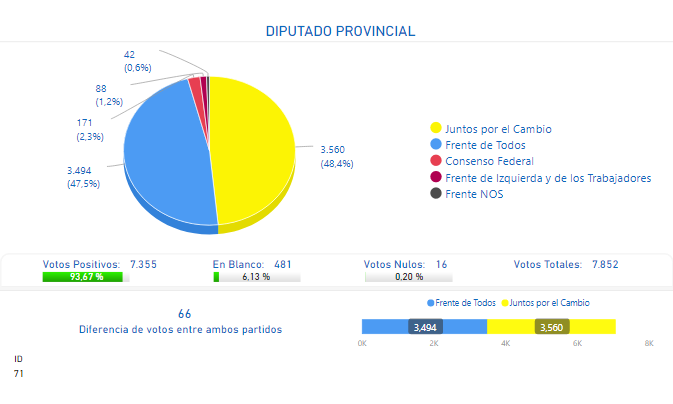 DIPUTADO PROVINCIAL
42
(0,6%)
88
(1,2%)
171
(2,3%)
3.494
(47,5%)
3.560
(48,4%)
Juntos por el Cambio
Frente de Todos
Consenso Federal
Frente de Izquierda y de los Trabajadores
Frente NOS
Votos Positivos: 7.355
93,67 %
En Blanco: 481
6,13 %
Votos Nulos: 16
0,20 %
Votos Totales: 7.852
66
Diferencia de votos entre ambos partidos
Frente de Todos Juntos por el Cambio
3,494 3,560
0K 2K 4K 6K 8K
ID
71